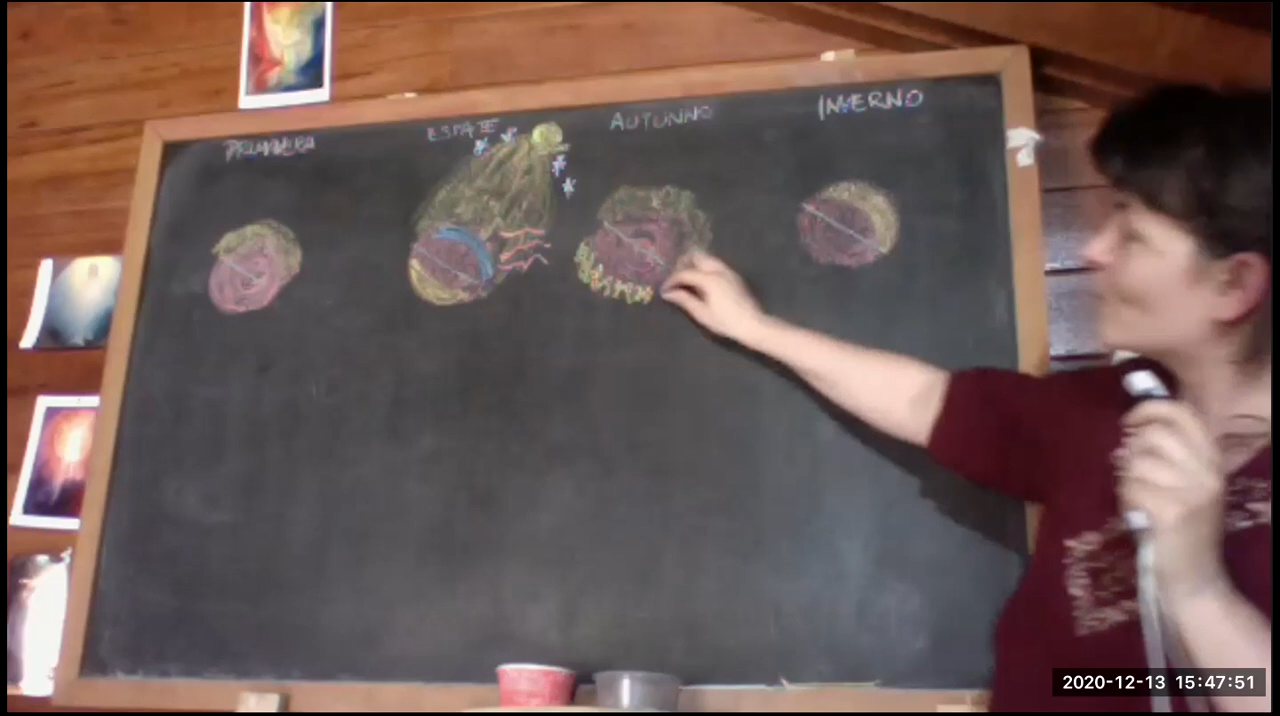 PRIMAVERA
ESTATE
AUTUNNO
INVERNO
2020-12-13 15:47:51